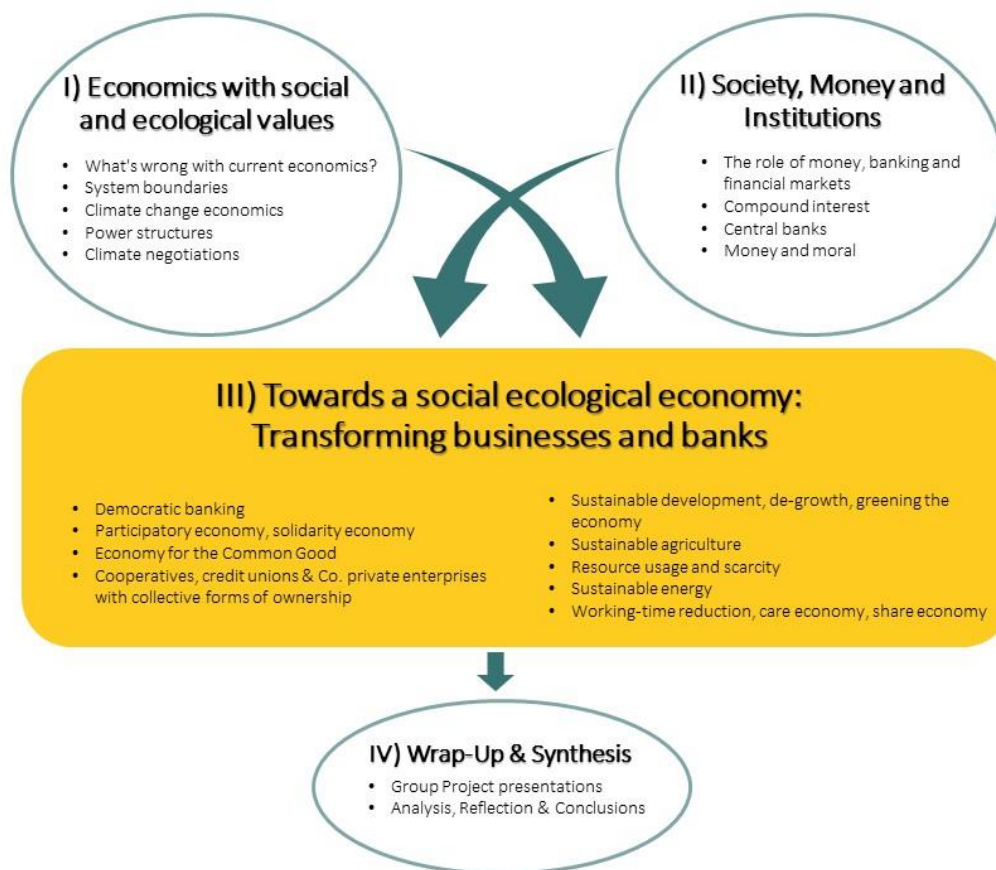 I) Economics with social
and ecological values
• What's wrong with current economics?
• System boundaries
• Climate change economics
• Power structures
• Climate negotiations
II) Society, Money and
Institutions
• The role of money, banking and
financial markets
• Compound interest
• Central banks
• Money and moral
III) Towards a social ecological economy:
Transforming businesses and banks
• Democratic banking
• Participatory economy, solidarity economy
• Economy for the Common Good
• Cooperatives, credit unions & Co. private enterprises
with collective forms of ownership
• Sustainable development, de-growth, greening the
economy
• Sustainable agriculture
• Resource usage and scarcity
• Sustainable energy
• Working-time reduction, care economy, share economy
IV) Wrap-Up & Synthesis
• Group Project presentations
• Analysis, Reflection & Conclusions